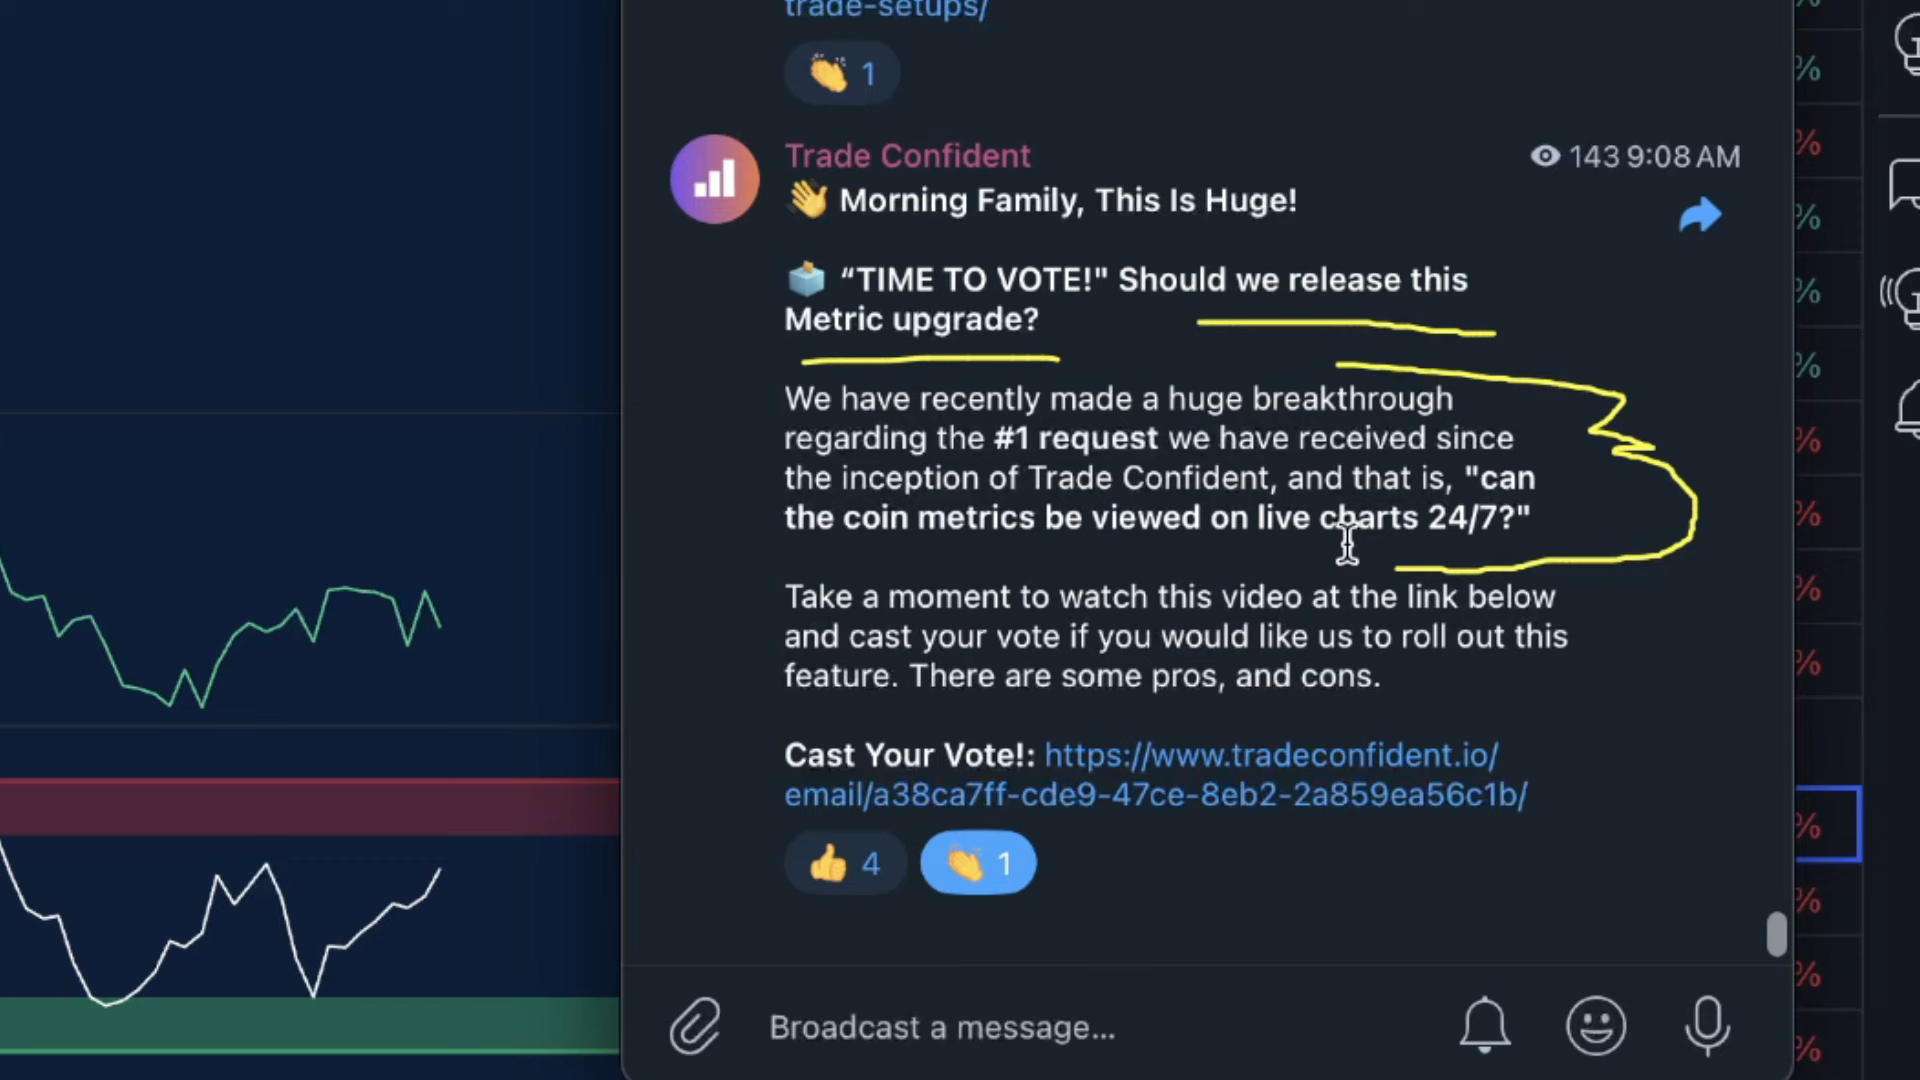 trade-setups/
👏 1
Trade Confident
143 9:08 AM
👋 Morning Family, This Is Huge!
🗳 “TIME TO VOTE!" Should we release this
Metric upgrade?
We have recently made a huge breakthrough
regarding the #1 request we have received since
the inception of Trade Confident, and that is, "can
the coin metrics be viewed on live charts 24/7?"
Take a moment to watch this video at the link below
and cast your vote if you would like us to roll out this
feature. There are some pros, and cons.
Cast Your Vote!: https://www.tradeconfident.io/
email/a38ca7ff-cde9-47ce-8eb2-2a859ea56c1b/
👍 4 👏 1
Broadcast a message...
%
%
%
%
%
%
%
%
%
%
%
%
%
%